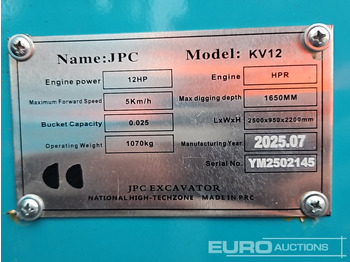 Name:JPC Model: KV12
Engine power 12HP Engine HPR
Maximum Forward Speed 5Km/h Max digging depth 1650MM
Bucket Capacity 0.025 LxWxH 2500x950x2200mm
Operating Weight 1070kg Manufacturing Year 2025.07
Serial No. YM2502145
JPC EXCAVATOR
NATIONAL HIGH-TECHZONE MADE IN PRC
EURO AUCTIONS